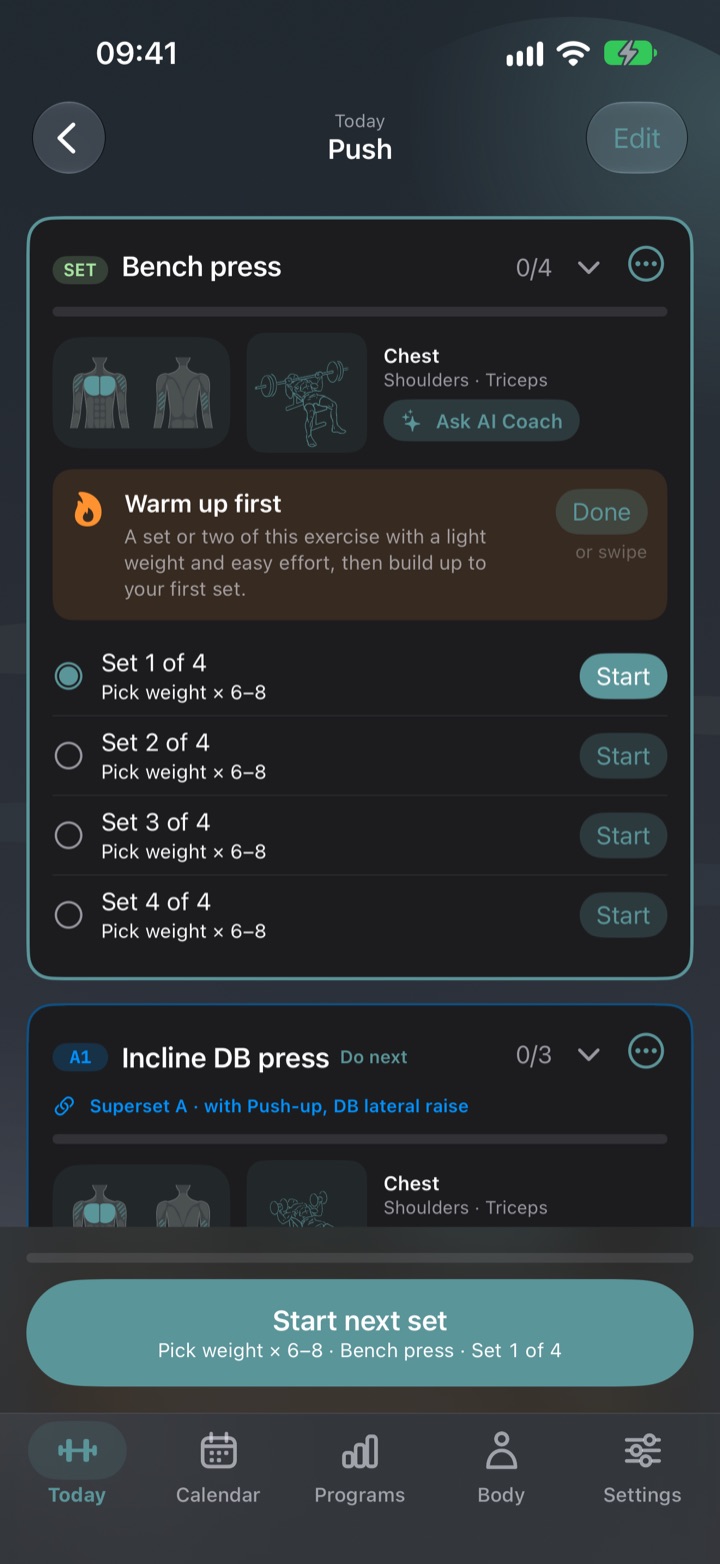 09:41
Today
Push
Edit
SET Bench press 0/4
Chest
Shoulders · Triceps
Ask AI Coach
Warm up first
A set or two of this exercise with a light
weight and easy effort, then build up to
your first set.
Done
or swipe
Set 1 of 4
Pick weight × 6–8
Start
Set 2 of 4
Pick weight × 6–8
Start
Set 3 of 4
Pick weight × 6–8
Start
Set 4 of 4
Pick weight × 6–8
Start
A1 Incline DB press Do next 0/3
Superset A · with Push-up, DB lateral raise
Chest
Shoulders · Triceps
Start next set
Pick weight × 6–8 · Bench press · Set 1 of 4
Today Calendar Programs Body Settings